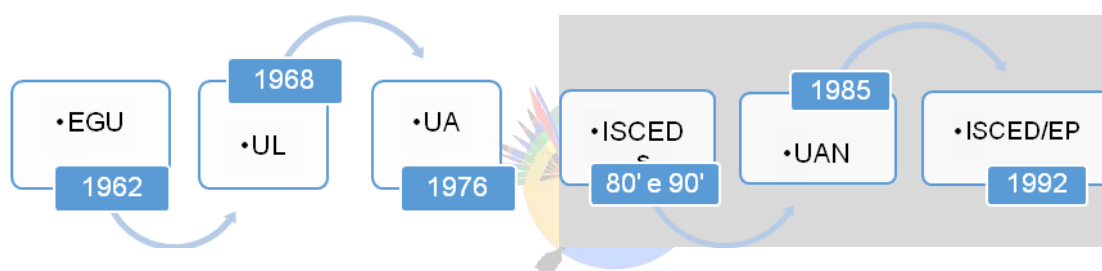 •EGU
1962
1968
•UL
•UA
1976
•ISCED
s
80' e 90'
1985
•UAN
•ISCED/EP
1992